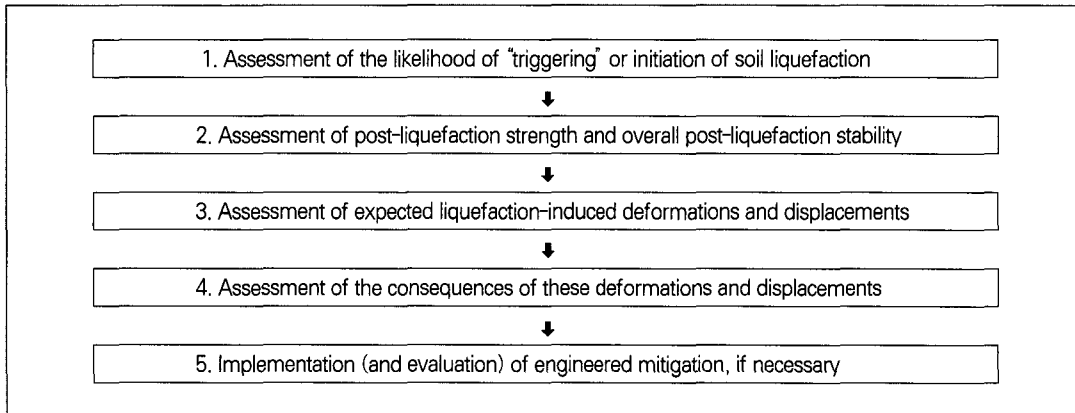 1. Assessment of the likelihood of "triggering" or initiation of soil liquefaction
2. Assessment of post-liquefaction strength and overall post-liquefaction stability
3. Assessment of expected liquefaction-induced deformations and displacements
4. Assessment of the consequences of these deformations and displacements
5. Implementation (and evaluation) of engineered mitigation, if necessary